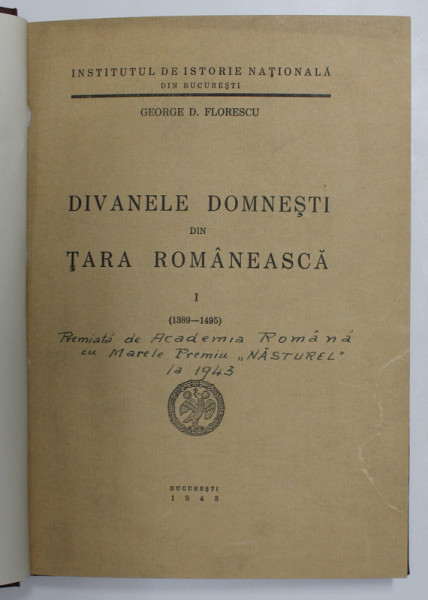 INSTITUTUL DE ISTORIE NAȚIONALĂ
DIN BUCUREȘTI
GEORGE D. FLORESCU
DIVANELE DOMNEȘTI
DIN
ȚARA ROMÂNEASCĂ
I
(1389—1495)
Premiată de Academia Română
cu Marele Premiu „NĂSTUREL"
la 1943
BUCUREȘTI
1943